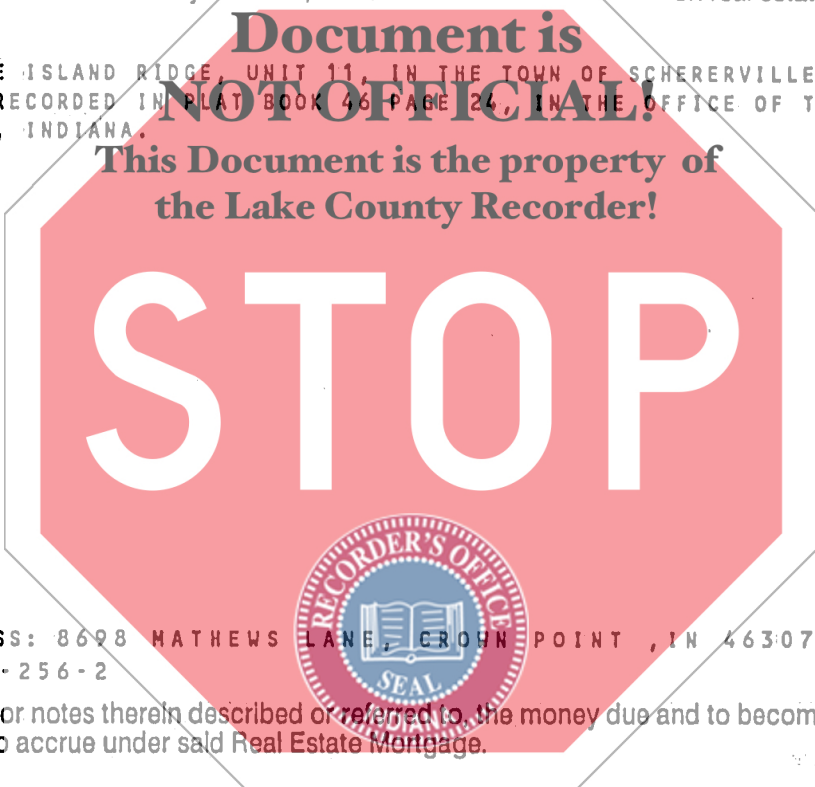 Document is
ISLAND RIDGE, UNIT 11, IN THE TOWN OF SCHERERVILLE
RECORDED IN PLAT BOOK 46 PAGE 24, IN THE OFFICE OF T
NOT OFFICIAL!
, INDIANA.
This Document is the property of
the Lake County Recorder!
STOP
RECORDER'S OFFICE
SS: 8698 MATHEWS LANE, CROWN POINT ,IN 46307
-256-2
SEAL
INDIANA
or notes therein described or referred to, the money due and to becom
accrue under said Real Estate Mortgage.